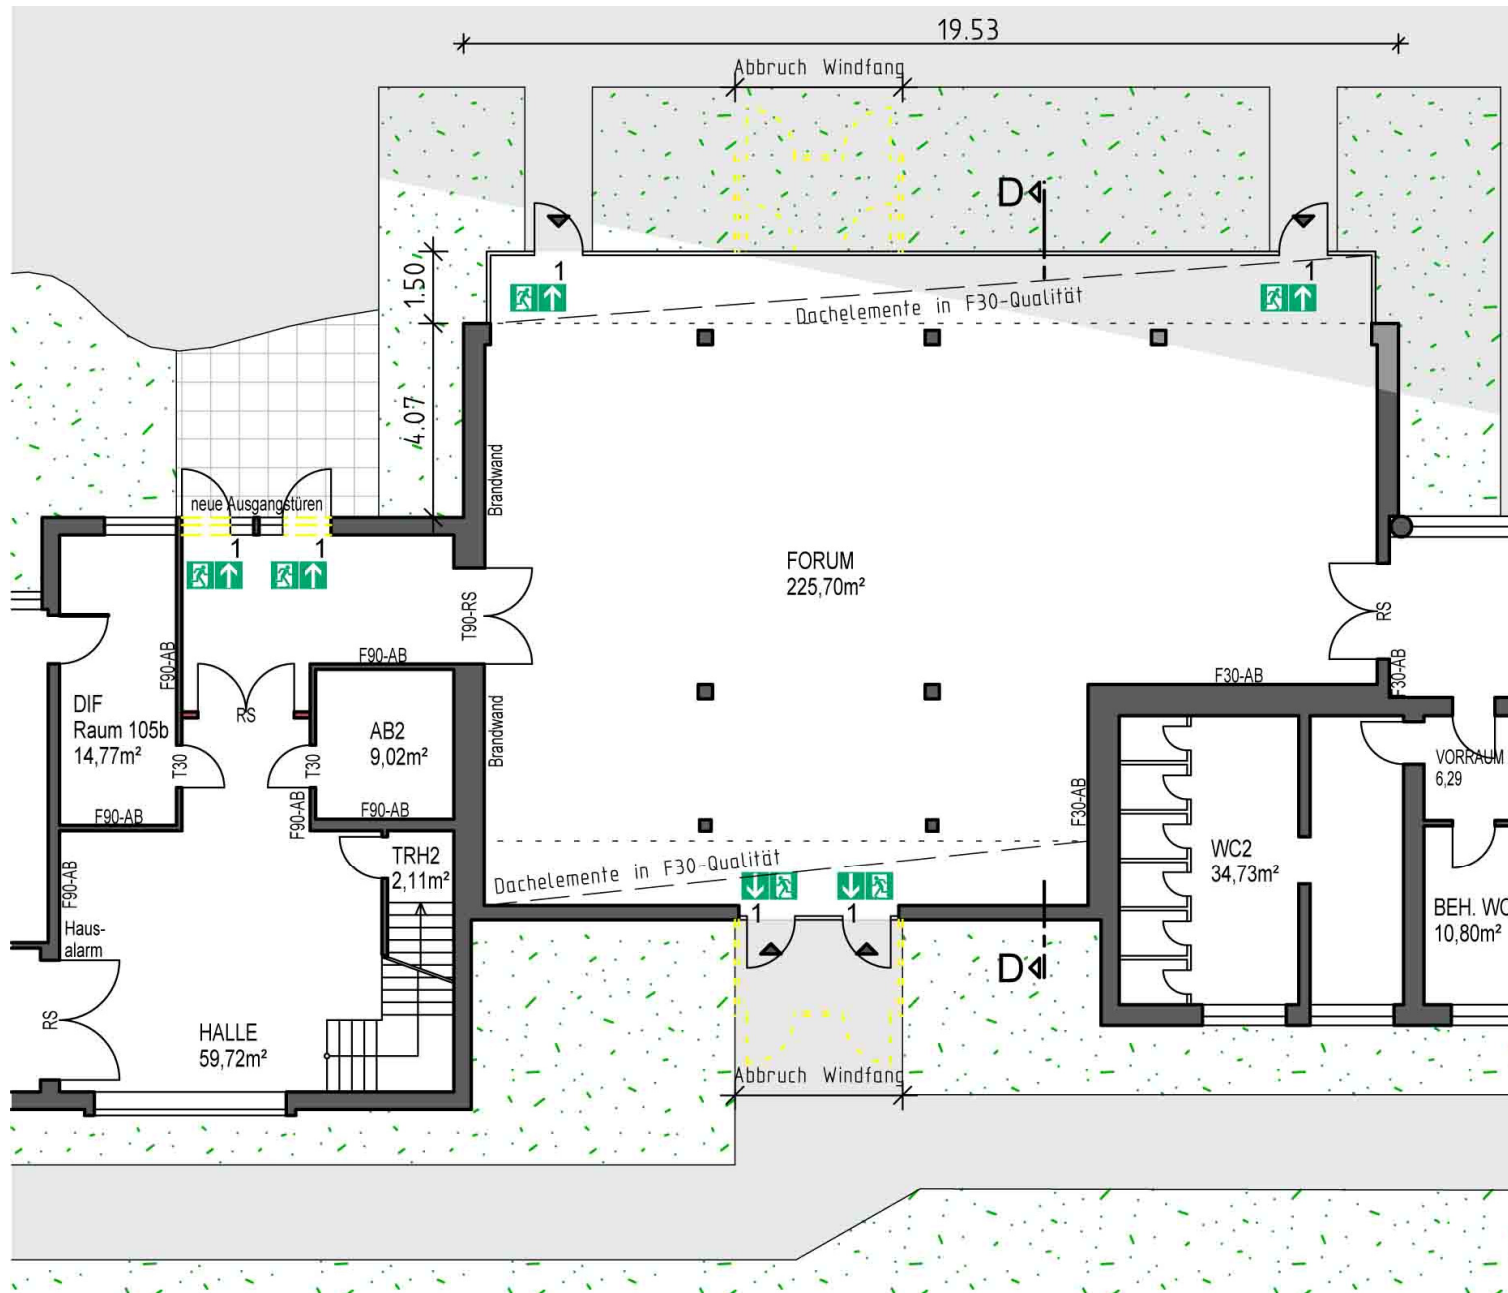 19.53
Abbruch Windfang
D
1.50
1
1
Dachelemente in F30-Qualität
4.07
Brandwand
neue Ausgangstüren
1
1
FORUM
225,70m²
T90-RS
RS
F90-AB
F90-AB
F30-AB
F30-AB
DIF
Raum 105b
14,77m²
RS
AB2
9,02m²
Brandwand
T30
T30
VORRAUM
6,29
F90-AB
F90-AB
F90-AB
F30-AB
TRH2
2,11m²
WC2
34,73m²
Dachelemente in F30-Qualität
F90-AB
1
1
Haus-
alarm
BEH. WC
10,80m²
D
RS
HALLE
59,72m²
Abbruch Windfang